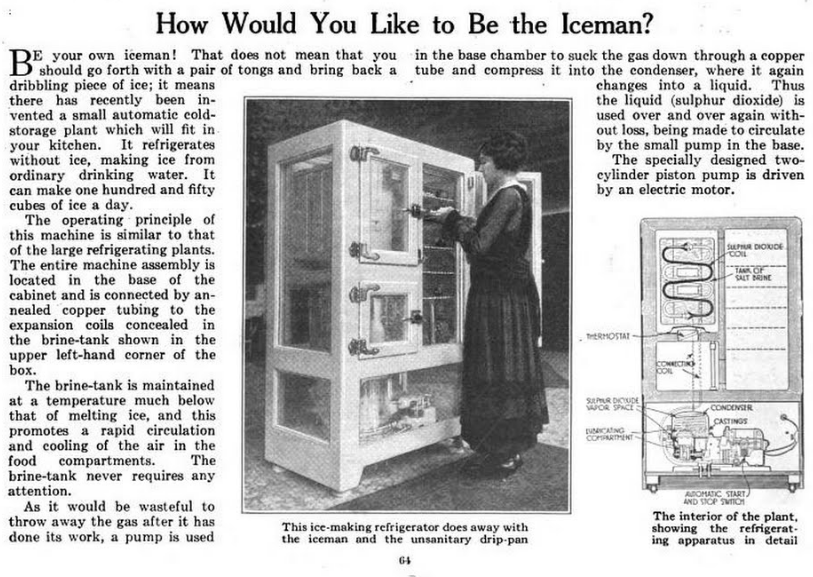 How Would You Like to Be the Iceman?
BE your own iceman! That does not mean that you
should go forth with a pair of tongs and bring back a
dribbling piece of ice; it means
there has recently been in-
vented a small automatic cold-
storage plant which will fit in
your kitchen. It refrigerates
without ice, making ice from
ordinary drinking water. It
can make one hundred and fifty
cubes of ice a day.
The operating principle of
this machine is similar to that
of the large refrigerating plants.
The entire machine assembly is
located in the base of the
cabinet and is connected by an-
nealed copper tubing to the
expansion coils concealed in
the brine-tank shown in the
upper left-hand corner of the
box.
The brine-tank is maintained
at a temperature much below
that of melting ice, and this
promotes a rapid circulation
and cooling of the air in the
food compartments. The
brine-tank never requires any
attention.
As it would be wasteful to
throw away the gas after it has
done its work, a pump is used
in the base chamber to suck the gas down through a copper
tube and compress it into the condenser, where it again
changes into a liquid. Thus
the liquid (sulphur dioxide) is
used over and over again with-
out loss, being made to circulate
by the small pump in the base.
The specially designed two-
cylinder piston pump is driven
by an electric motor.
SULPHUR DIOXIDE
COIL
TANK OF
SALT BRINE
THERMOSTAT
CONNECTING
COIL
SULPHUR DIOXIDE
VAPOR SPACE
CONDENSER
CASTINGS
LUBRICATING
COMPARTMENT
AUTOMATIC START
AND STOP SWITCH
This ice-making refrigerator does away with
the iceman and the unsanitary drip-pan
The interior of the plant,
showing the refrigerat-
ing apparatus in detail
64